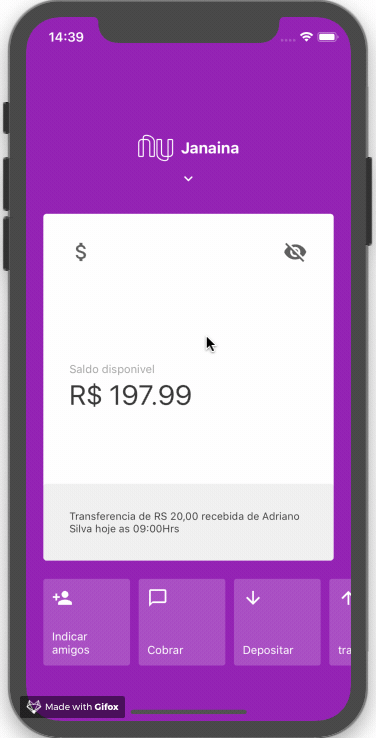 14:39
nu Janaina
$
Saldo disponivel
R$ 197.99
Transferencia de RS 20,00 recebida de Adriano
Silva hoje as 09:00Hrs
Indicar
amigos
Cobrar
Depositar
tra
Made with Gifox